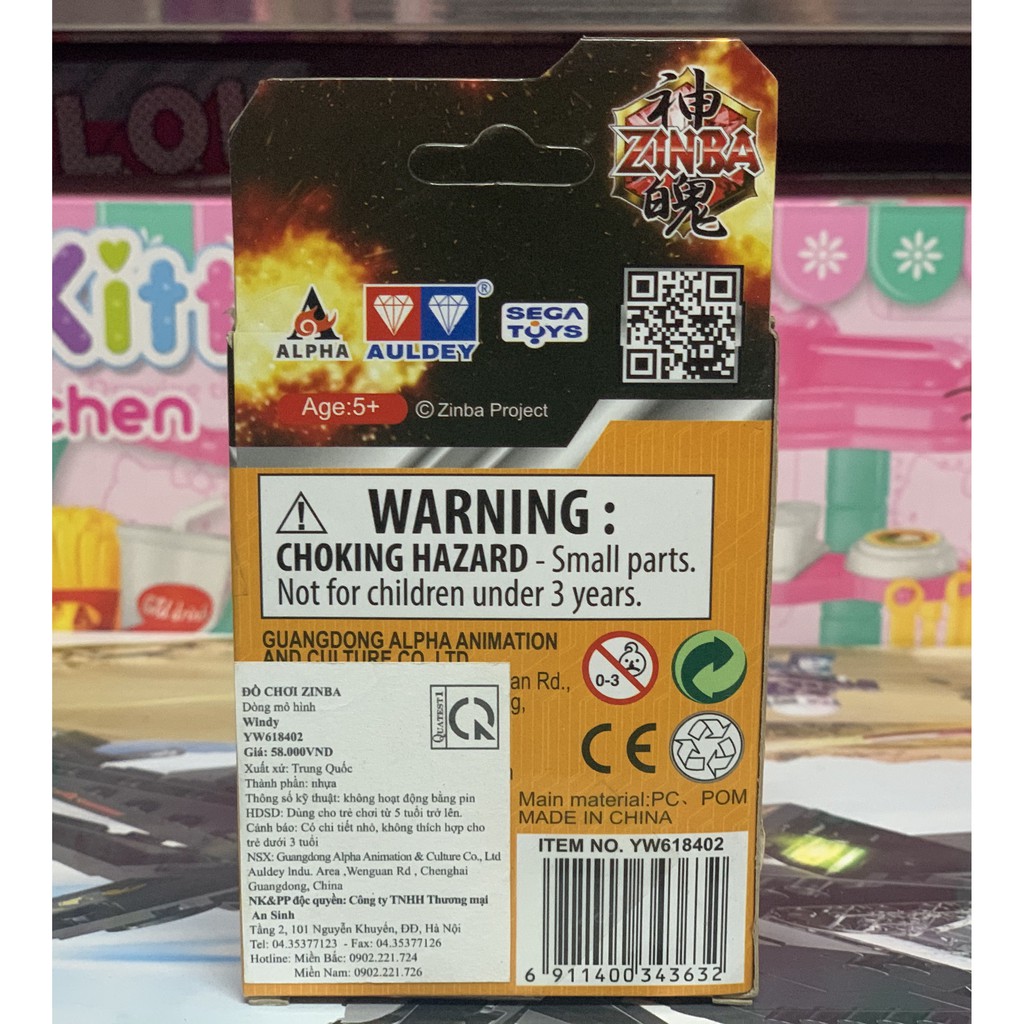 LOL
神
ZINBA
魄
Kitt
chen
ALPHA
AULDEY®
SEGA
TOYS
Age:5+
© Zinba Project
WARNING :
CHOKING HAZARD - Small parts.
Not for children under 3 years.
GUANGDONG ALPHA ANIMATION
AND CULTURE CO.,LTD
an Rd.,
g,
0-3
CE
ĐỒ CHƠI ZINBA
Dòng mô hình
Windy
YW618402
Giá: 58.000VND
Xuất xứ: Trung Quốc
Thành phần: nhựa
Thông số kỹ thuật: không hoạt động bằng pin
HDSD: Dùng cho trẻ chơi từ 5 tuổi trở lên.
Cảnh báo: Có chi tiết nhỏ, không thích hợp cho
trẻ dưới 3 tuổi
NSX: Guangdong Alpha Animation & Culture Co., Ltd
Auldey Indu. Area ,Wenguan Rd , Chenghai
Guangdong, China
NK&PP độc quyền: Công ty TNHH Thương mại
An Sinh
Tầng 2, 101 Nguyễn Khuyến, ĐĐ, Hà Nội
Tel: 04.35377123 - Fax: 04.35377126
Hotline: Miền Bắc: 0902.221.724
Miền Nam: 0902.221.726
QUATEST1
Main material:PC、POM
MADE IN CHINA
ITEM NO. YW618402
6 911400 343632